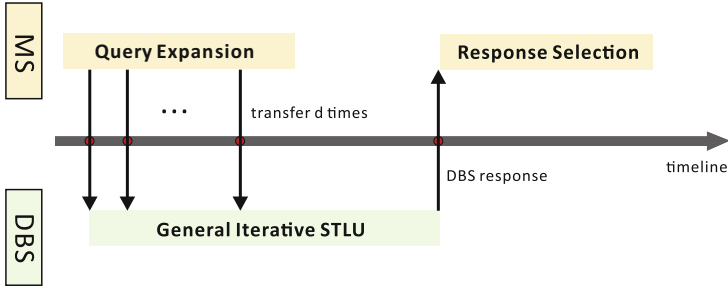 MS
Query Expansion
Response Selection
...
transfer d times
timeline
DBS response
DBS
General Iterative STLU